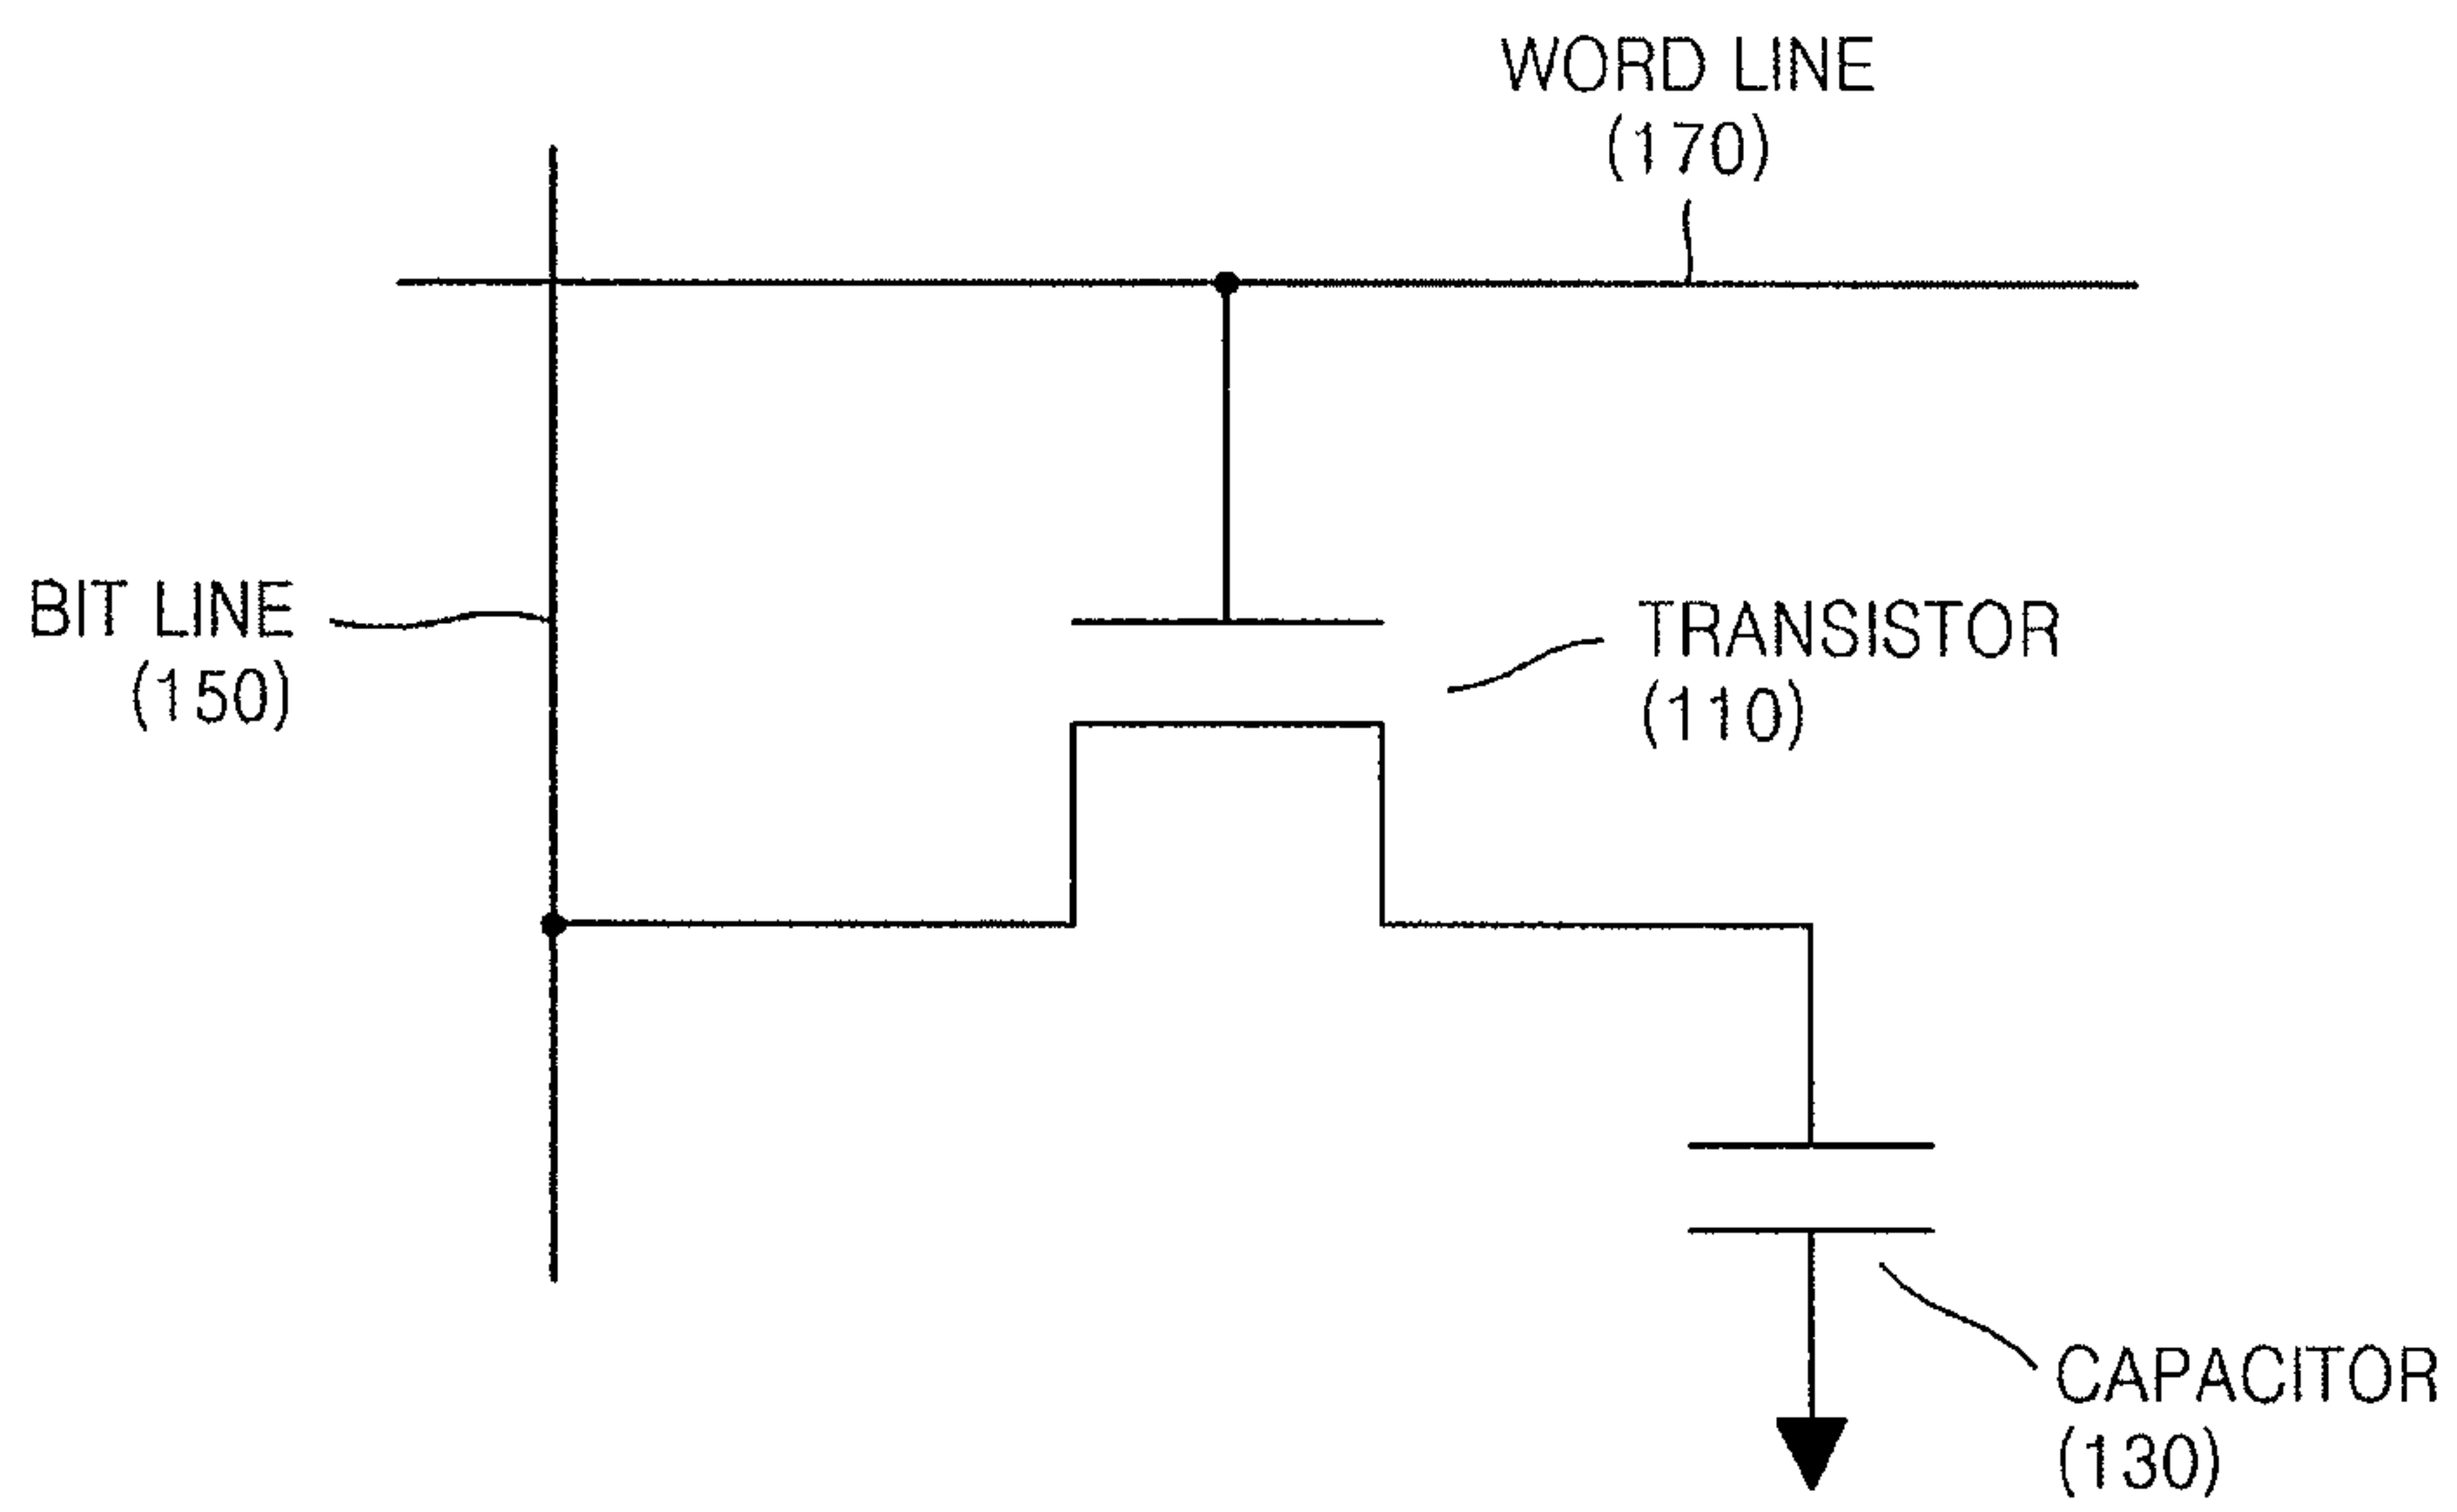 WORD LINE
(170)
BIT LINE
(150)
TRANSISTOR
(110)
CAPACITOR
(130)